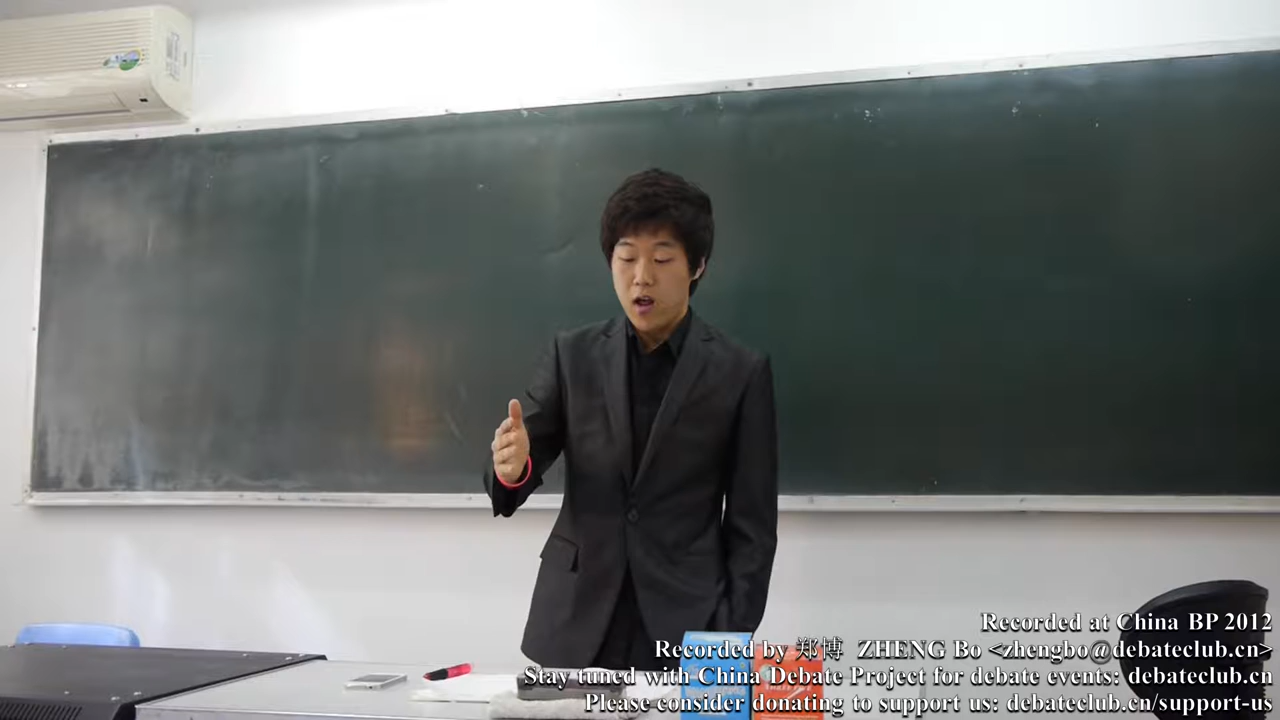 Recorded at China BP 2012
Recorded by 郑博 ZHENG Bo <zhengbo@debateclub.cn>
Stay tuned with China Debate Project for debate events: debateclub.cn
Please consider donating to support us: debateclub.cn/support-us